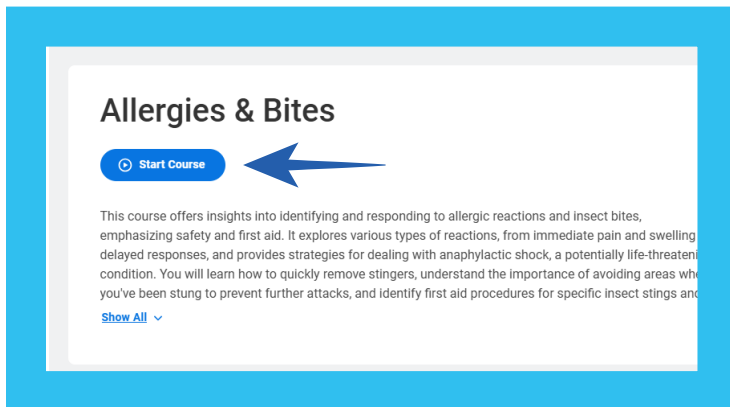 Allergies & Bites
Start Course
This course offers insights into identifying and responding to allergic reactions and insect bites,
emphasizing safety and first aid. It explores various types of reactions, from immediate pain and swelling
delayed responses, and provides strategies for dealing with anaphylactic shock, a potentially
condition. You will learn how to quickly remove stingers, understand the importance of avoiding areas
you've been stung to prevent further attacks, and identify first aid procedures for specific insect stings
Show All